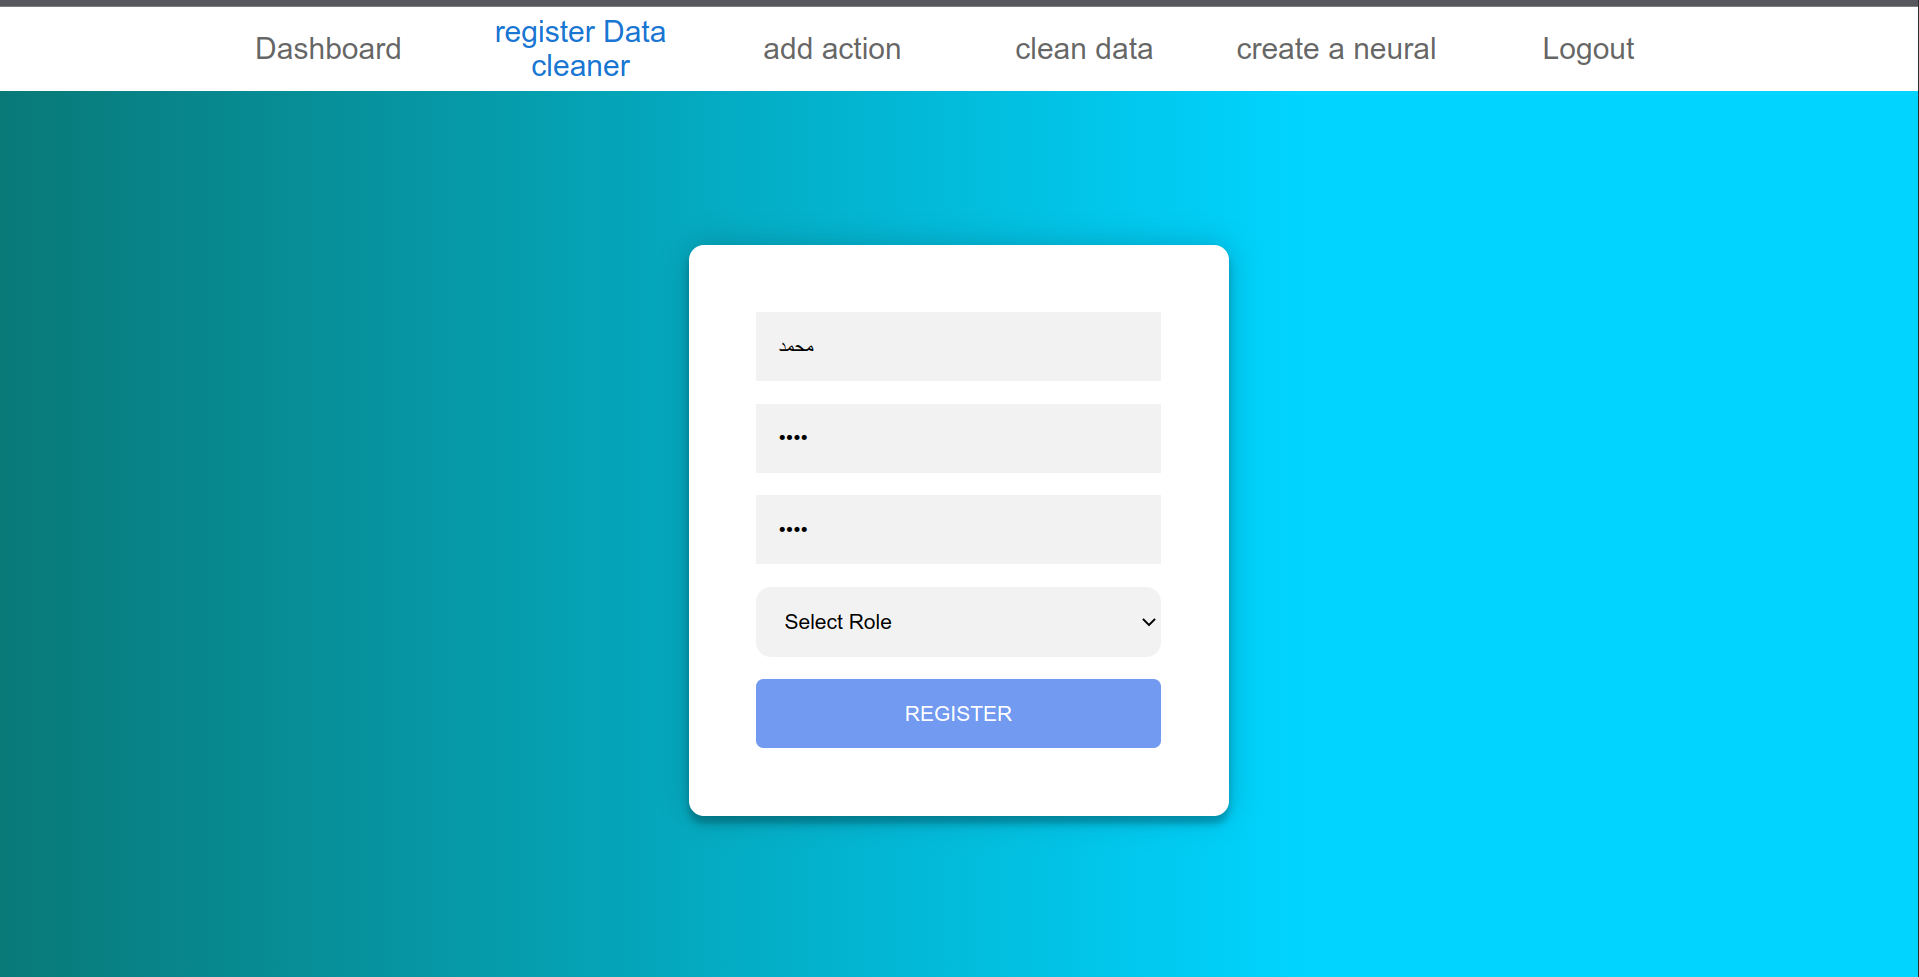 Dashboard
register Data
cleaner
add action
clean data
create a neural
Logout
محمد
••••
••••
Select Role
REGISTER